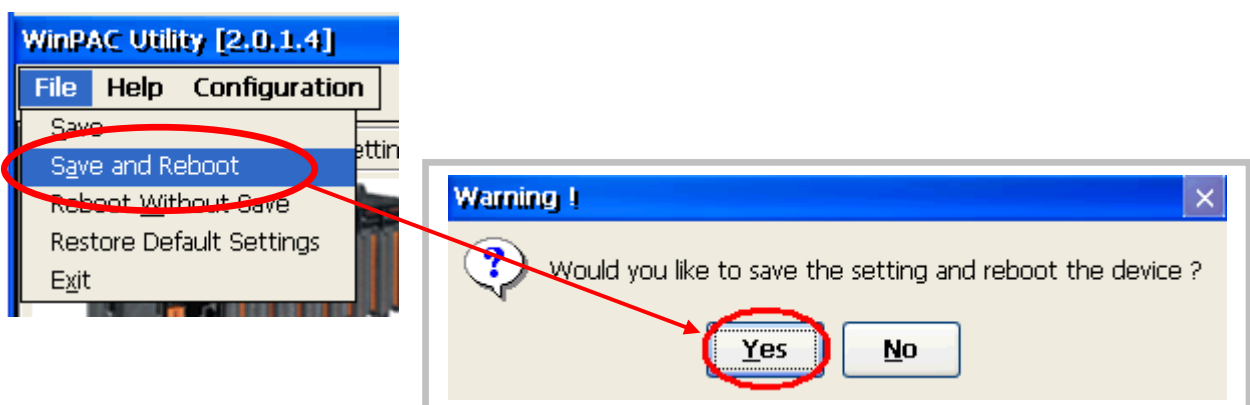 WinPAC Utility [2.0.1.4]
File Help Configuration
Save
Save and Reboot
Reboot Without Save
Restore Default Settings
Exit
Warning !
Would you like to save the setting and reboot the device ?
Yes No